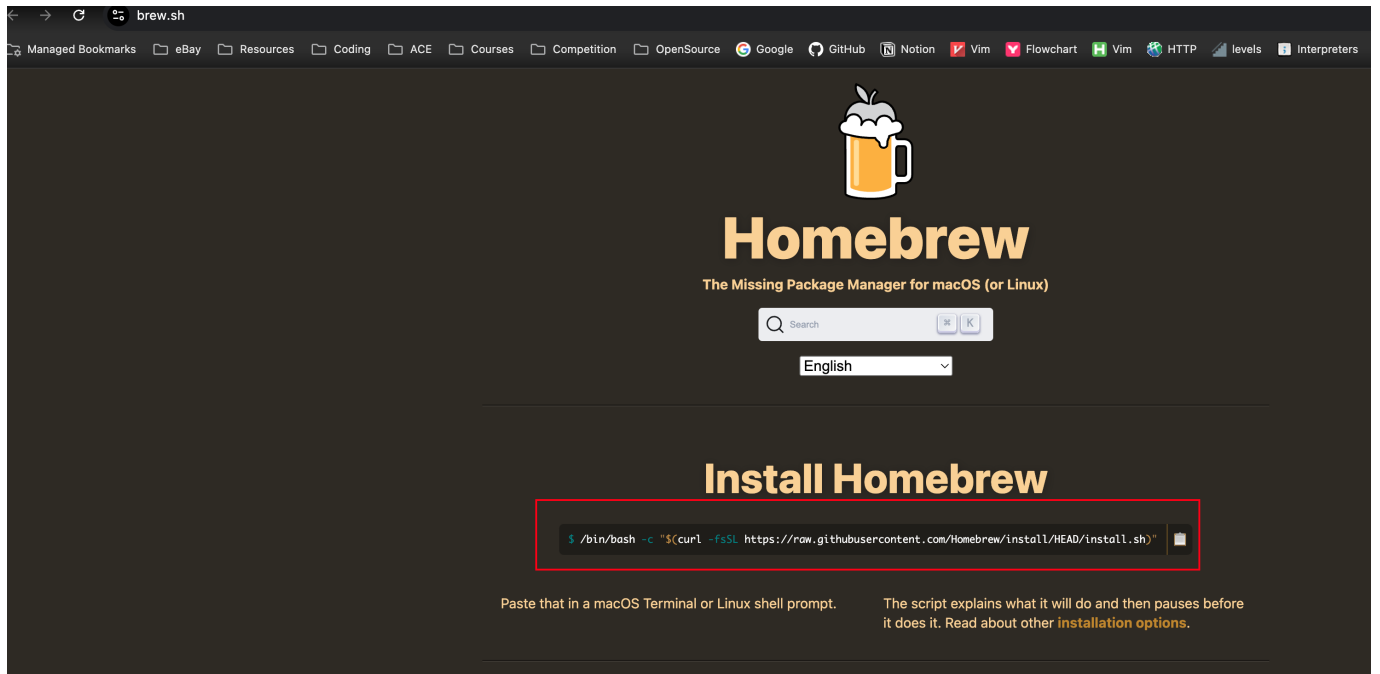 brew.sh
Managed Bookmarks eBay Resources Coding ACE Courses Competition OpenSource Google GitHub Notion Vim Flowchart Vim HTTP levels Interpreters
Homebrew
The Missing Package Manager for macOS (or Linux)
Search ⌘ K
English
Install Homebrew
$ /bin/bash -c "$(curl -fsSL https://raw.githubusercontent.com/Homebrew/install/HEAD/install.sh)"
Paste that in a macOS Terminal or Linux shell prompt.
The script explains what it will do and then pauses before
it does it. Read about other installation options.